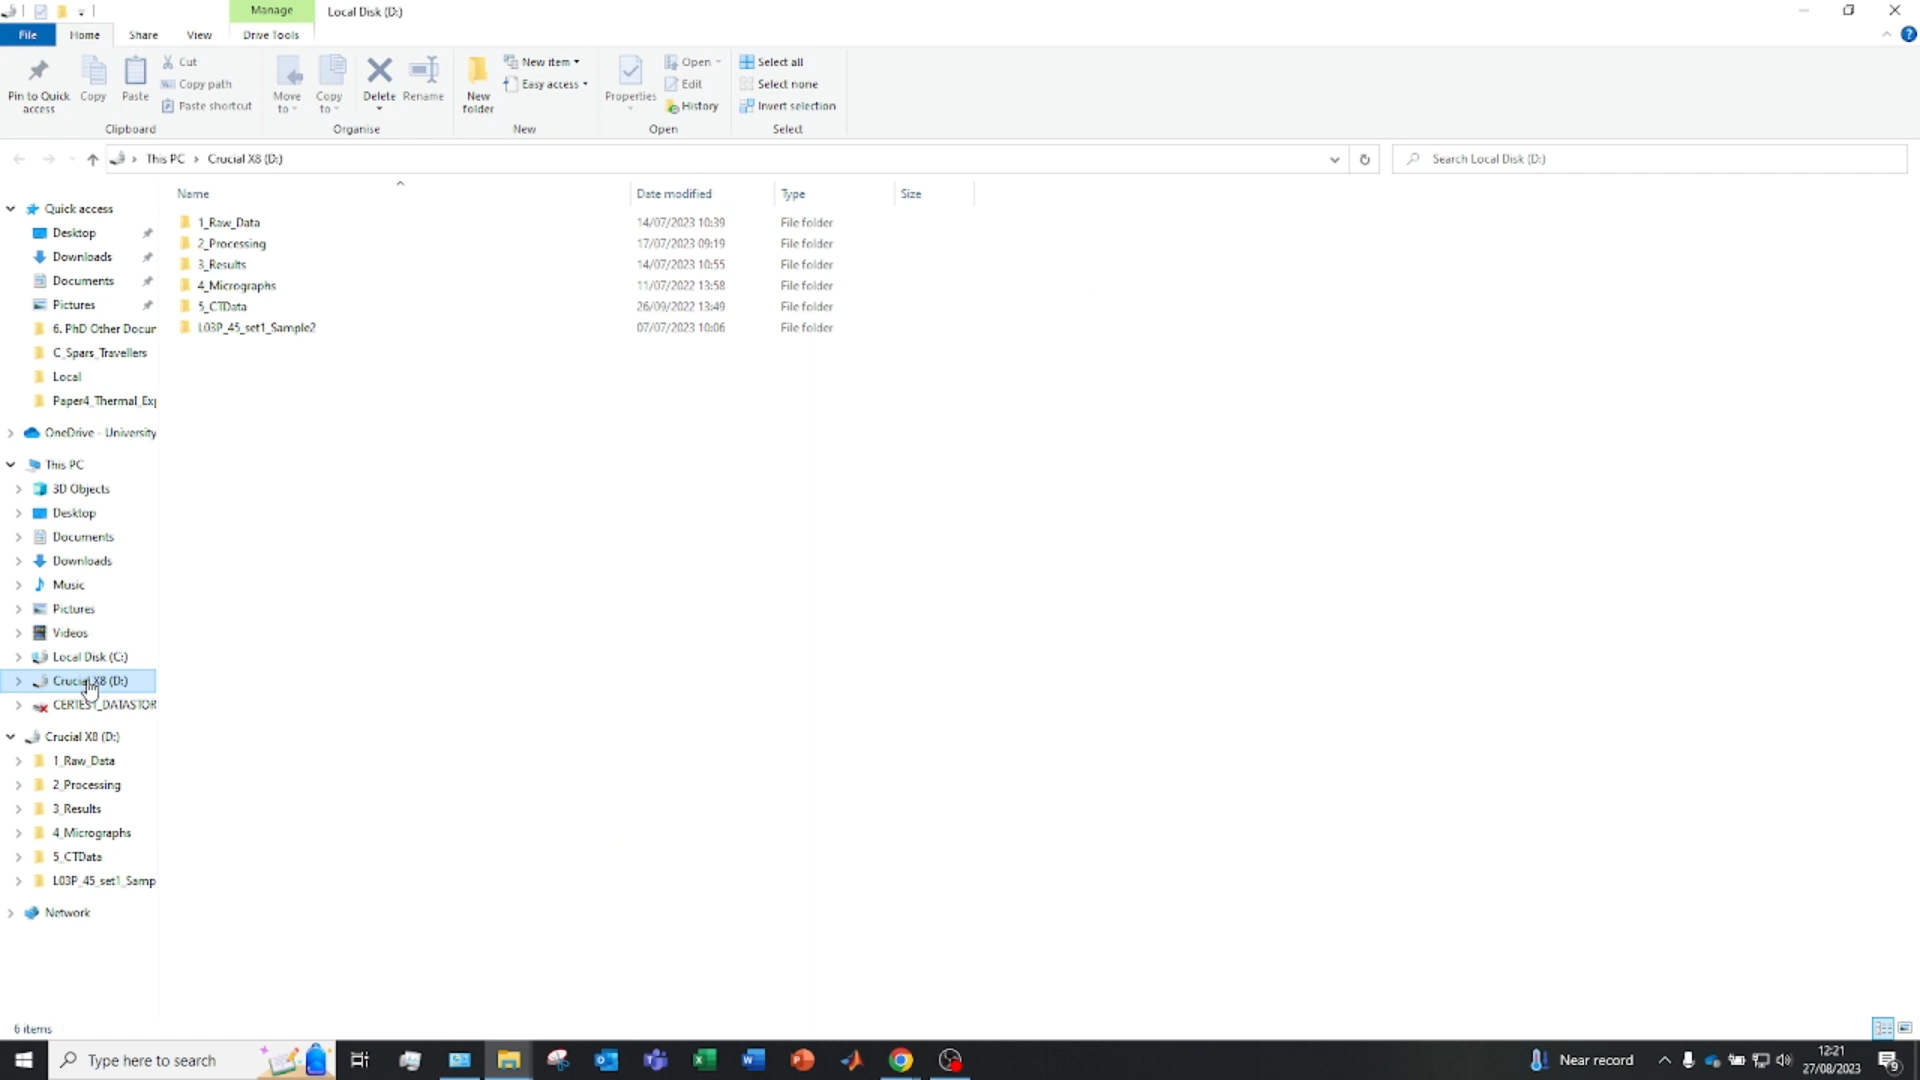 Manage Local Disk (D:)
File Home Share View Drive Tools
Pin to Quick access
Copy
Paste
Cut
Copy path
Paste shortcut
Clipboard
Move to
Copy to
Delete
Rename
Organise
New folder
New item
Easy access
New
Properties
Open
Edit
History
Open
Select all
Select none
Invert selection
Select
This PC › Crucial X8 (D:)
Search Local Disk (D:)
Name Date modified Type Size
1_Raw_Data 14/07/2023 10:39 File folder
2_Processing 17/07/2023 09:19 File folder
3_Results 14/07/2023 10:55 File folder
4_Micrographs 11/07/2022 13:58 File folder
5_CTData 26/09/2022 13:49 File folder
L03P_45_set1_Sample2 07/07/2023 10:06 File folder
Quick access
Desktop
Downloads
Documents
Pictures
6. PhD Other Docur
C_Spars_Travellers
Local
Paper4_Thermal_Exp
OneDrive - University
This PC
3D Objects
Desktop
Documents
Downloads
Music
Pictures
Videos
Local Disk (C:)
Crucial X8 (D:)
CERTEST_DATASTOR
Crucial X8 (D:)
1_Raw_Data
2_Processing
3_Results
4_Micrographs
5_CTData
L03P_45_set1_Samp
Network
6 items
Type here to search
Near record
12:21
27/08/2023
9